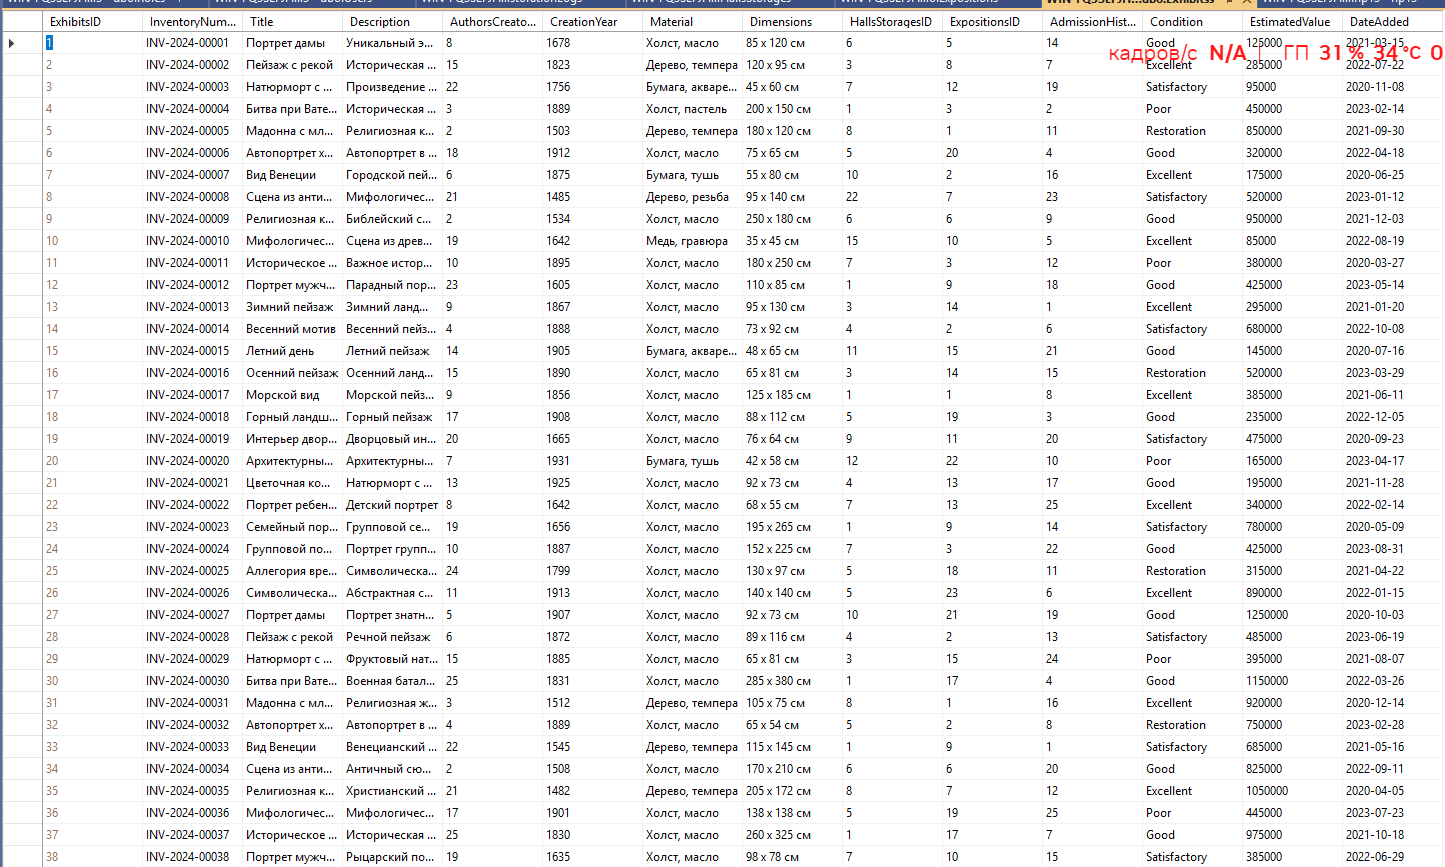 ExhibitsID InventoryNum... Title Description AuthorsCreato... CreationYear Material Dimensions HallsStoragesID ExpositionsID AdmissionHist... Condition EstimatedValue DateAdded
кадров/с N/A ГП 31 % 34 °C
1 INV-2024-00001 Портрет дамы Уникальный э... 8 1678 Холст, масло 85 x 120 см 6 5 14 Good 125000 2021-03-15
2 INV-2024-00002 Пейзаж с рекой Историческая ... 15 1823 Дерево, темпера 120 x 95 см 3 8 7 Excellent 285000 2022-07-22
3 INV-2024-00003 Натюрморт с ... Произведение ... 22 1756 Бумага, акваре... 45 x 60 см 7 12 19 Satisfactory 95000 2020-11-08
4 INV-2024-00004 Битва при Вате... Историческая ... 3 1889 Холст, пастель 200 x 150 см 1 3 2 Poor 450000 2023-02-14
5 INV-2024-00005 Мадонна с мл... Религиозная к... 2 1503 Дерево, темпера 180 x 120 см 8 1 11 Restoration 850000 2021-09-30
6 INV-2024-00006 Автопортрет х... Автопортрет в ... 18 1912 Холст, масло 75 x 65 см 5 20 4 Good 320000 2022-04-18
7 INV-2024-00007 Вид Венеции Городской пей... 6 1875 Бумага, тушь 55 x 80 см 10 2 16 Excellent 175000 2020-06-25
8 INV-2024-00008 Сцена из анти... Мифологичес... 21 1485 Дерево, резьба 95 x 140 см 22 7 23 Satisfactory 520000 2023-01-12
9 INV-2024-00009 Религиозная к... Библейский с... 2 1534 Холст, масло 250 x 180 см 6 6 9 Good 950000 2021-12-03
10 INV-2024-00010 Мифологичес... Сцена из древ... 19 1642 Медь, гравюра 35 x 45 см 15 10 5 Excellent 85000 2022-08-19
11 INV-2024-00011 Историческое ... Важное истор... 10 1895 Холст, масло 180 x 250 см 7 3 12 Poor 380000 2020-03-27
12 INV-2024-00012 Портрет мужч... Парадный пор... 23 1605 Холст, масло 110 x 85 см 1 9 18 Good 425000 2023-05-14
13 INV-2024-00013 Зимний пейзаж Зимний ланд... 9 1867 Холст, масло 95 x 130 см 3 14 1 Excellent 295000 2021-01-20
14 INV-2024-00014 Весенний мотив Весенний пейз... 4 1888 Холст, масло 73 x 92 см 4 2 6 Satisfactory 680000 2022-10-08
15 INV-2024-00015 Летний день Летний пейзаж 14 1905 Бумага, акваре... 48 x 65 см 11 15 21 Good 145000 2020-07-16
16 INV-2024-00016 Осенний пейзаж Осенний ланд... 15 1890 Холст, масло 65 x 81 см 3 14 15 Restoration 520000 2023-03-29
17 INV-2024-00017 Морской вид Морской пейз... 9 1856 Холст, масло 125 x 185 см 1 1 8 Excellent 385000 2021-06-11
18 INV-2024-00018 Горный ландш... Горный пейзаж 17 1908 Холст, масло 88 x 112 см 5 19 3 Good 235000 2022-12-05
19 INV-2024-00019 Интерьер двор... Дворцовый ин... 20 1665 Холст, масло 76 x 64 см 9 11 20 Satisfactory 475000 2020-09-23
20 INV-2024-00020 Архитектурны... Архитектурны... 7 1931 Бумага, тушь 42 x 58 см 12 22 10 Poor 165000 2023-04-17
21 INV-2024-00021 Цветочная ко... Натюрморт с ... 13 1925 Холст, масло 92 x 73 см 4 13 17 Good 195000 2021-11-28
22 INV-2024-00022 Портрет ребен... Детский портрет 8 1642 Холст, масло 68 x 55 см 7 13 25 Excellent 340000 2022-02-14
23 INV-2024-00023 Семейный пор... Групповой се... 19 1656 Холст, масло 195 x 265 см 1 9 14 Satisfactory 780000 2020-05-09
24 INV-2024-00024 Групповой по... Портрет групп... 10 1887 Холст, масло 152 x 225 см 7 3 22 Good 425000 2023-08-31
25 INV-2024-00025 Аллегория вре... Символическа... 24 1799 Холст, масло 130 x 97 см 5 18 11 Restoration 315000 2021-04-22
26 INV-2024-00026 Символическа... Абстрактная с... 11 1913 Холст, масло 140 x 140 см 5 23 6 Excellent 890000 2022-01-15
27 INV-2024-00027 Портрет дамы Портрет знатн... 5 1907 Холст, масло 92 x 73 см 10 21 19 Good 1250000 2020-10-03
28 INV-2024-00028 Пейзаж с рекой Речной пейзаж 6 1872 Холст, масло 89 x 116 см 4 2 13 Satisfactory 485000 2023-06-19
29 INV-2024-00029 Натюрморт с ... Фруктовый нат... 15 1885 Холст, масло 65 x 81 см 3 15 24 Poor 395000 2021-08-07
30 INV-2024-00030 Битва при Вате... Военная батал... 25 1831 Холст, масло 285 x 380 см 1 17 4 Good 1150000 2022-03-26
31 INV-2024-00031 Мадонна с мл... Религиозная ж... 3 1512 Дерево, темпера 105 x 75 см 8 1 16 Excellent 920000 2020-12-14
32 INV-2024-00032 Автопортрет х... Автопортрет в ... 4 1889 Холст, масло 65 x 54 см 5 2 8 Restoration 750000 2023-02-28
33 INV-2024-00033 Вид Венеции Венецианский ... 22 1545 Дерево, темпера 115 x 145 см 1 9 1 Satisfactory 685000 2021-05-16
34 INV-2024-00034 Сцена из анти... Античный сю... 2 1508 Холст, масло 170 x 210 см 6 6 20 Good 825000 2022-09-11
35 INV-2024-00035 Религиозная к... Христианский ... 21 1482 Дерево, темпера 205 x 172 см 8 7 12 Excellent 1050000 2020-04-05
36 INV-2024-00036 Мифологичес... Мифологичес... 17 1901 Холст, масло 138 x 138 см 5 19 25 Poor 445000 2023-07-23
37 INV-2024-00037 Историческое ... Историческая ... 25 1830 Холст, масло 260 x 325 см 1 17 7 Good 975000 2021-10-18
38 INV-2024-00038 Портрет мужч... Рыцарский по... 19 1635 Холст, масло 98 x 78 см 7 10 15 Satisfactory 385000 2022-06-29